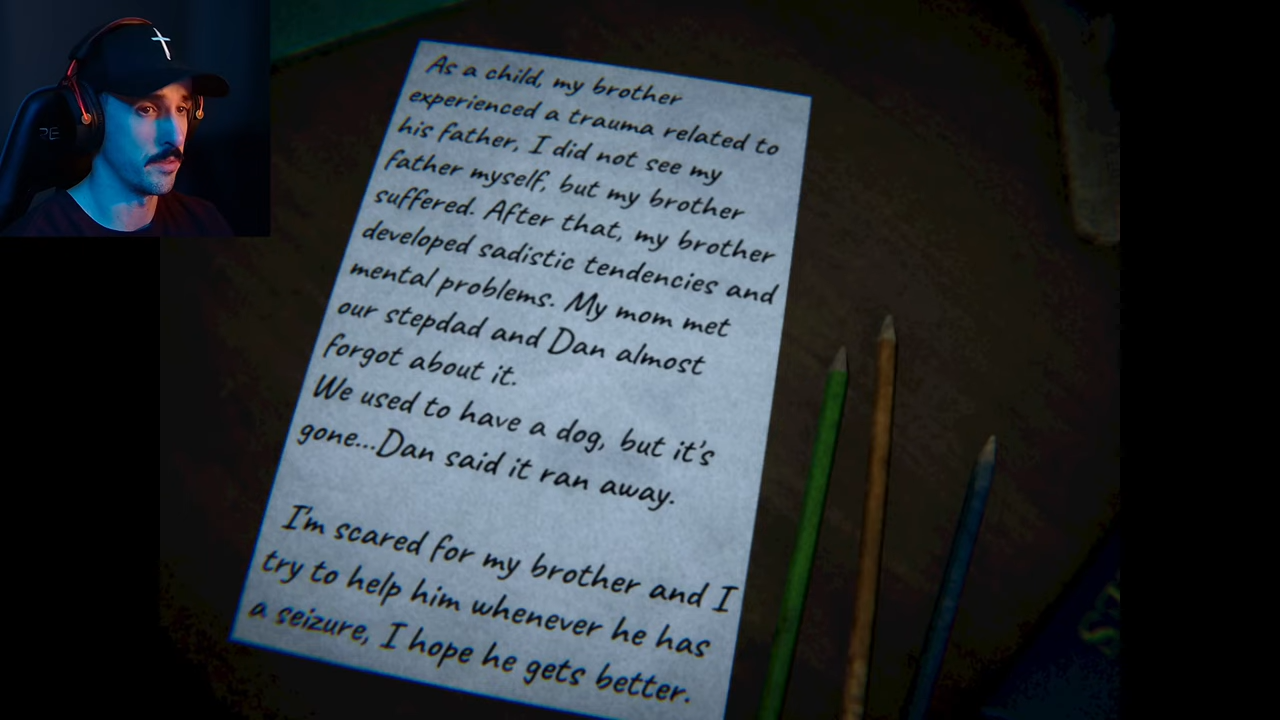 As a child, my brother
experienced a trauma related to
his father, I did not see my
father myself, but my brother
suffered. After that, my brother
developed sadistic tendencies and
mental problems. My mom met
our stepdad and Dan almost
forgot about it.
We used to have a dog, but it's
gone...Dan said it ran away.
I'm scared for my brother and I
try to help him whenever he has
a seizure, I hope he gets better.